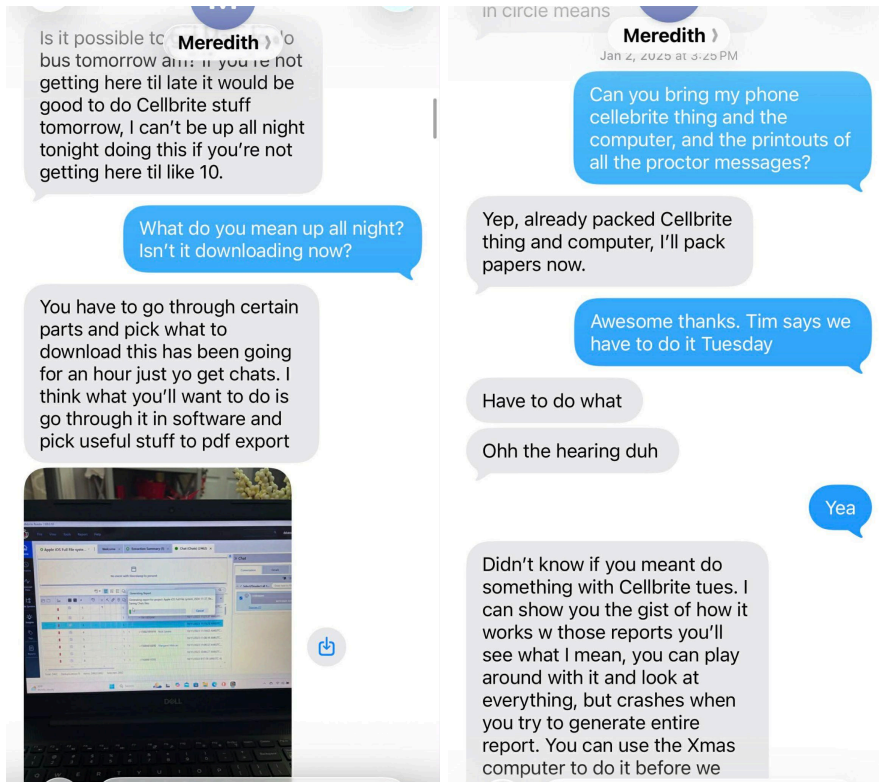 Is it possible to
Meredith
bus tomorrow am? If you're not
getting here til late it would be
good to do Cellbrite stuff
tomorrow, I can't be up all night
tonight doing this if you're not
getting here til like 10.
What do you mean up all night?
Isn't it downloading now?
You have to go through certain
parts and pick what to
download this has been going
for an hour just yo get chats. I
think what you'll want to do is
go through it in software and
pick useful stuff to pdf export
DELL
in circle means
Meredith
Jan 2, 2025 at 3:25 PM
Can you bring my phone
cellebrite thing and the
computer, and the printouts of
all the proctor messages?
Yep, already packed Cellbrite
thing and computer, I'll pack
papers now.
Awesome thanks. Tim says we
have to do it Tuesday
Have to do what
Ohh the hearing duh
Yea
Didn't know if you meant do
something with Cellbrite tues. I
can show you the gist of how it
works w those reports you'll
see what I mean, you can play
around with it and look at
everything, but crashes when
you try to generate entire
report. You can use the Xmas
computer to do it before we